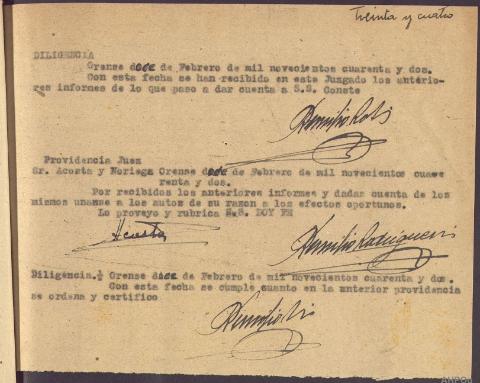 Treinta y cuatro
DILIGENCIA
Orense doce de Febrero de mil novecientos cuarenta y dos.
Con esta fecha se han recibido en este Juzgado los anterio-
res informes de lo que paso a dar cuenta a S.S. Conste
Providencia Juez
Sr. Acosta y Noriega Orense doce de Febrero de mil novecientos cuare
renta y dos.
Por recibidos los anteriores informes y dadar cuenta de los
mismos unanse a los autos de su razon a los efectos oportunos.
Lo proveyo y rubrica S.S. DOY FE
Acosta
Hermilio Rodriguez
Diligencia.- Orense doce de Febrero de mil novecientos cuarenta y dos.
Con esta fecha se cumple cuanto en la anterior providencia
se ordena y certifico